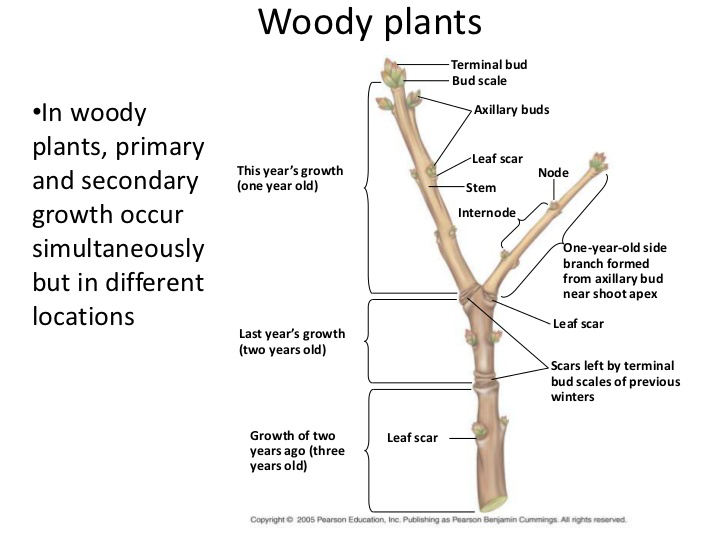 Woody plants
•In woody
plants, primary
and secondary
growth occur
simultaneously
but in different
locations
Terminal bud
Bud scale
Axillary buds
This year's growth
(one year old)
Leaf scar
Node
Stem
Internode
One-year-old side
branch formed
from axillary bud
near shoot apex
Leaf scar
Last year's growth
(two years old)
Scars left by terminal
bud scales of previous
winters
Growth of two
years ago (three
years old)
Leaf scar
Copyright © 2005 Pearson Education, Inc. Publishing as Pearson Benjamin Cummings. All rights reserved.